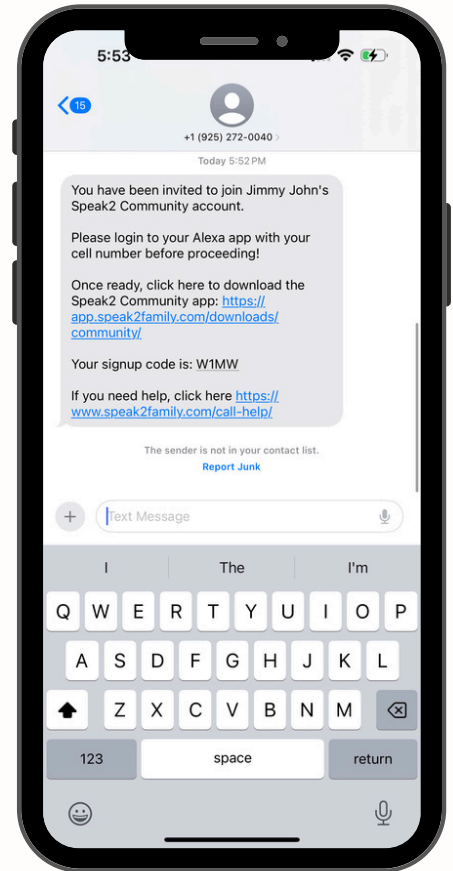 5:53
15
+1 (925) 272-0040
Today 5:52 PM
You have been invited to join Jimmy John's
Speak2 Community account.
Please login to your Alexa app with your
cell number before proceeding!
Once ready, click here to download the
Speak2 Community app: https://
app.speak2family.com/downloads/
community/
Your signup code is: W1MW
If you need help, click here https://
www.speak2family.com/call-help/
The sender is not in your contact list.
Report Junk
Text Message
I The I'm
Q W E R T Y U I O P
A S D F G H J K L
Z X C V B N M
123 space return